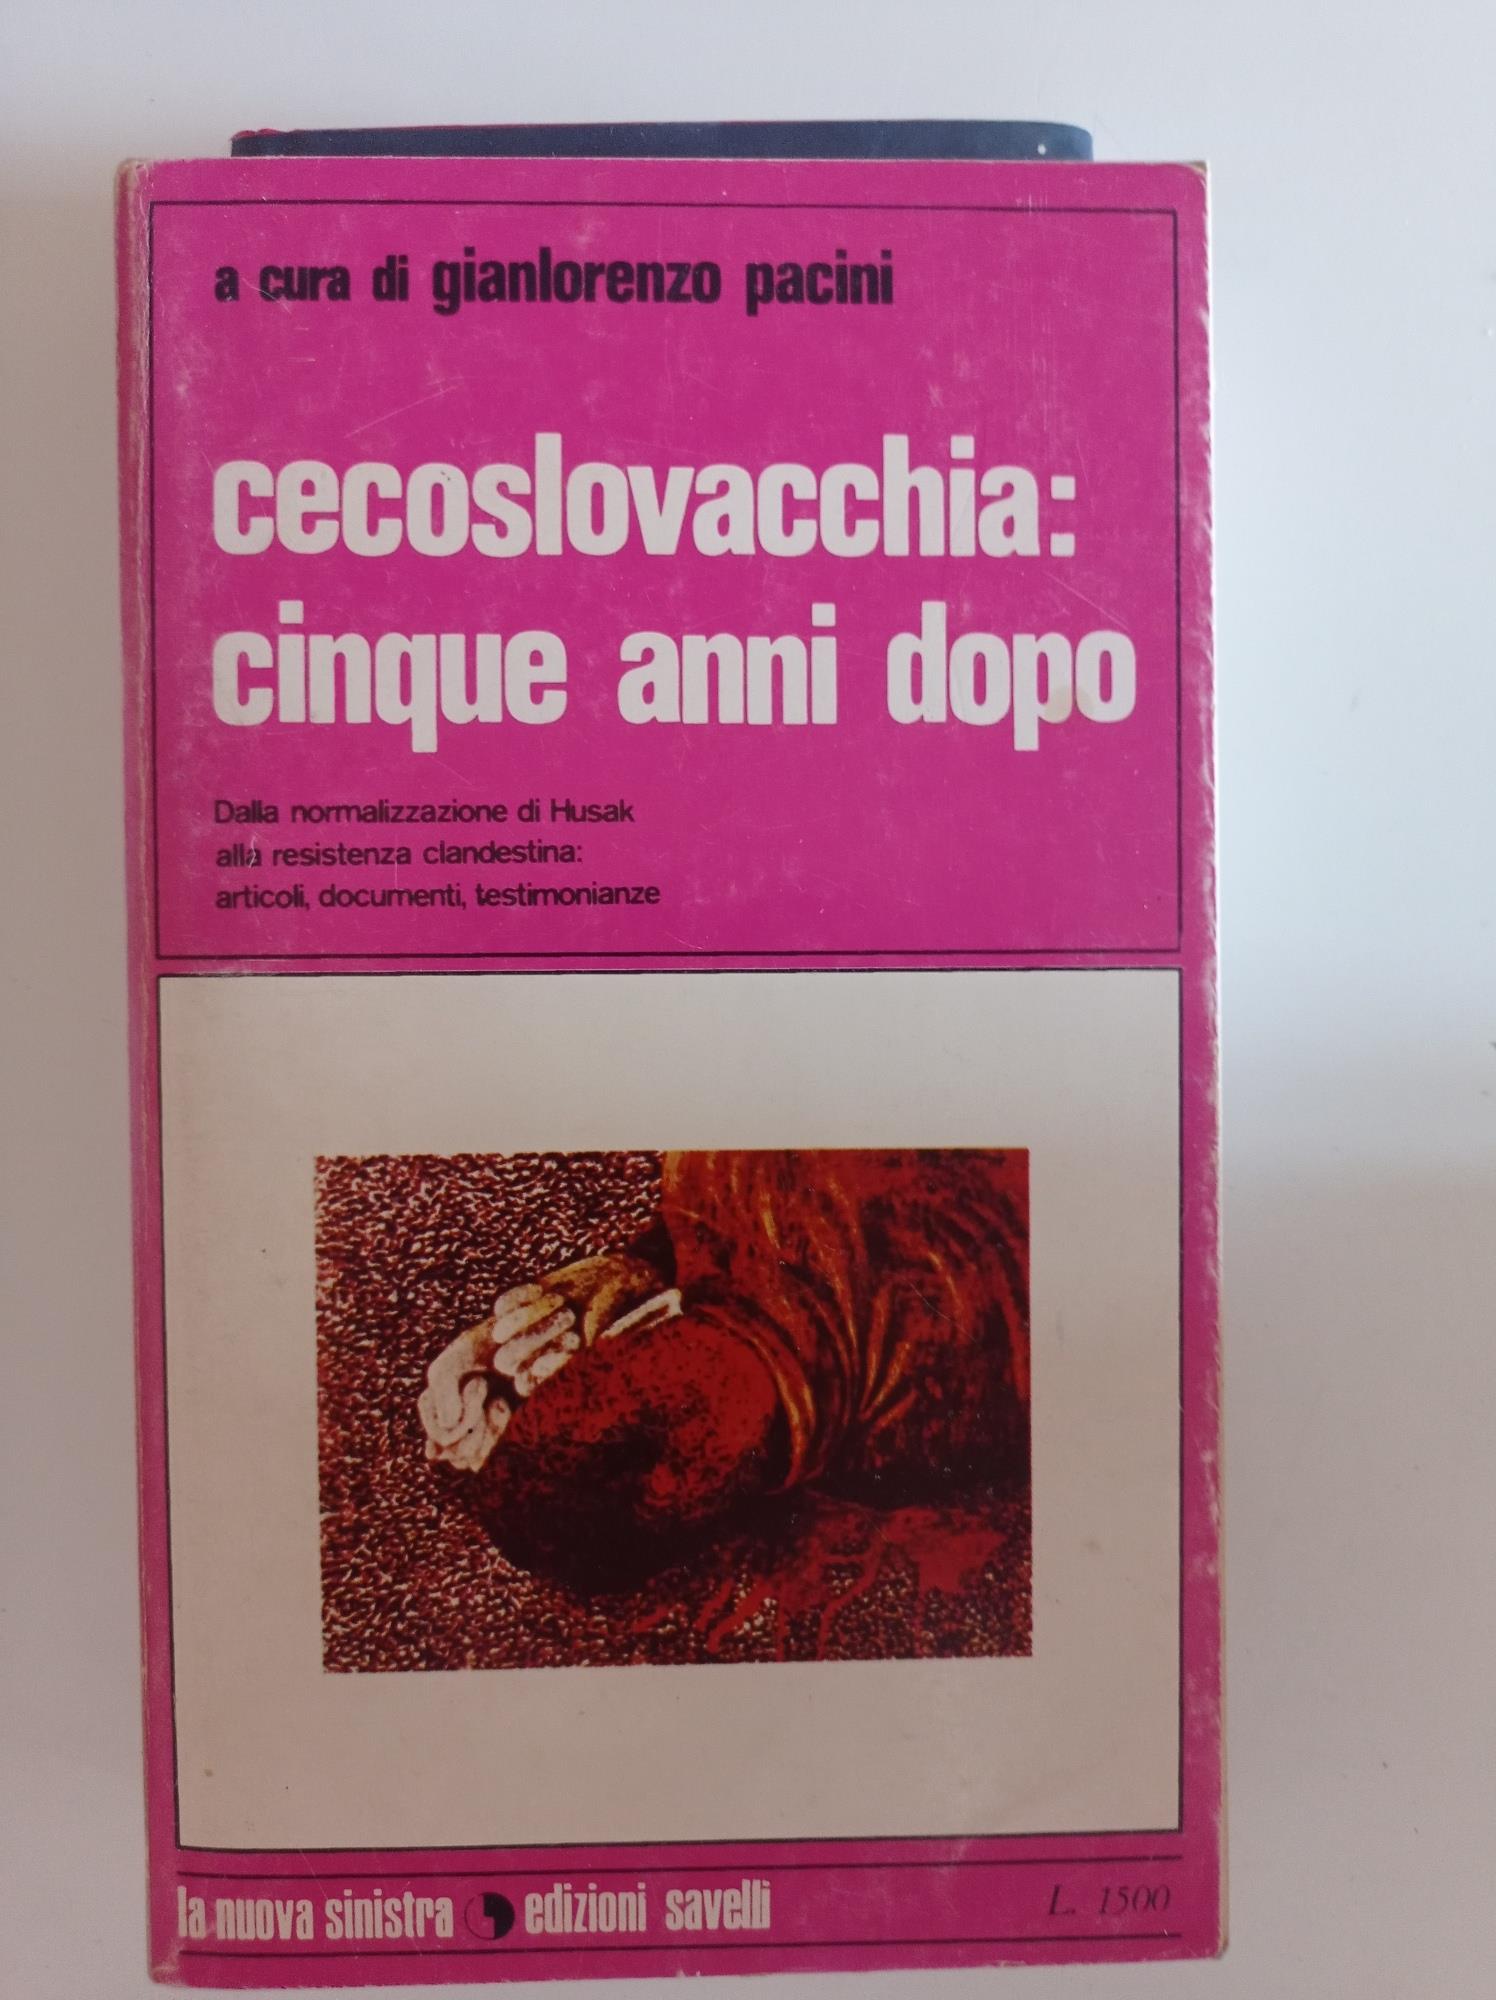 a cura di gianlorenzo pacini
cecoslovacchia:
cinque anni dopo
Dalla normalizzazione di Husak
alla resistenza clandestina:
articoli, documenti, testimonianze
la nuova sinistra edizioni savelli
L. 1500